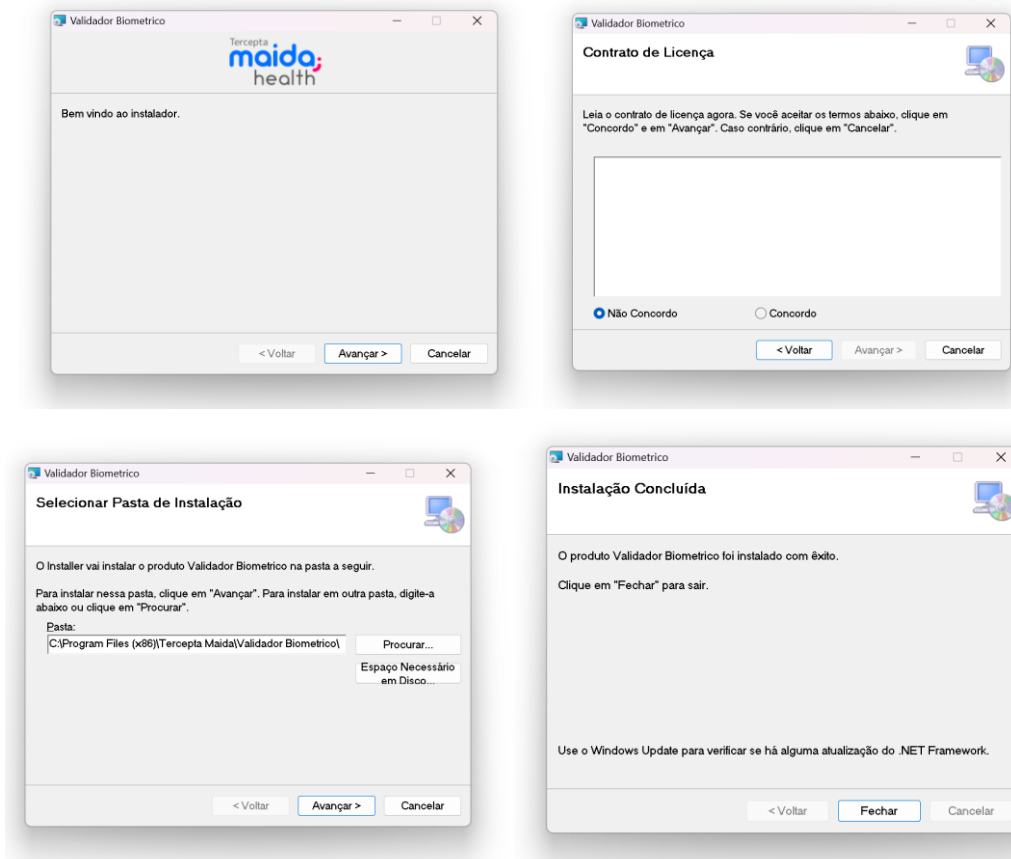 Validador Biometrico
Tercepta
maida;
health
Bem vindo ao instalador.
< Voltar
Avançar >
Cancelar
Validador Biometrico
Contrato de Licença
Leia o contrato de licença agora. Se você aceitar os termos abaixo, clique em
"Concordo" e em "Avançar". Caso contrário, clique em "Cancelar".
Não Concordo
Concordo
< Voltar
Avançar >
Cancelar
Validador Biometrico
Selecionar Pasta de Instalação
O Installer vai instalar o produto Validador Biometrico na pasta a seguir.
Para instalar nessa pasta, clique em "Avançar". Para instalar em outra pasta, digite-a
abaixo ou clique em "Procurar".
Pasta:
C:\Program Files (x86)\Tercepta Maida\Validador Biometrico\
Procurar...
Espaço Necessário
em Disco...
< Voltar
Avançar >
Cancelar
Validador Biometrico
Instalação Concluída
O produto Validador Biometrico foi instalado com êxito.
Clique em "Fechar" para sair.
Use o Windows Update para verificar se há alguma atualização do .NET Framework.
< Voltar
Fechar
Cancelar